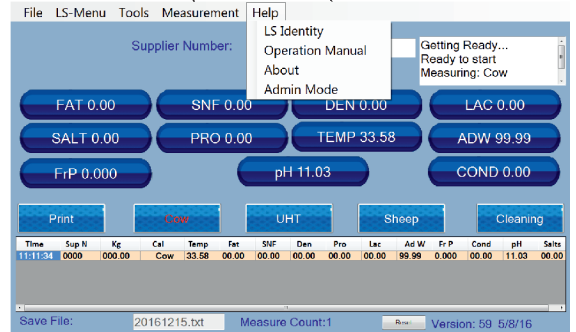 File LS-Menu Tools Measurement Help
LS Identity
Operation Manual
About
Admin Mode
Supplier Number:
Getting Ready...
Ready to start
Measuring: Cow
FAT 0.00 SNF 0.00 DEN 0.00 LAC 0.00
SALT 0.00 PRO 0.00 TEMP 33.58 ADW 99.99
FrP 0.000 pH 11.03 COND 0.00
Print Cow UHT Sheep Cleaning
Time Sup N Kg Cal Temp Fat SNF Den Pro Lac Ad W Fr P Cond pH Salts
11:11:34 0000 000.00 Cow 33.58 00.00 00.00 00.00 00.00 00.00 99.99 0.000 00.00 11.03 00.00
Save File: 20161215.txt Measure Count:1 Reset Version: 59 5/8/16